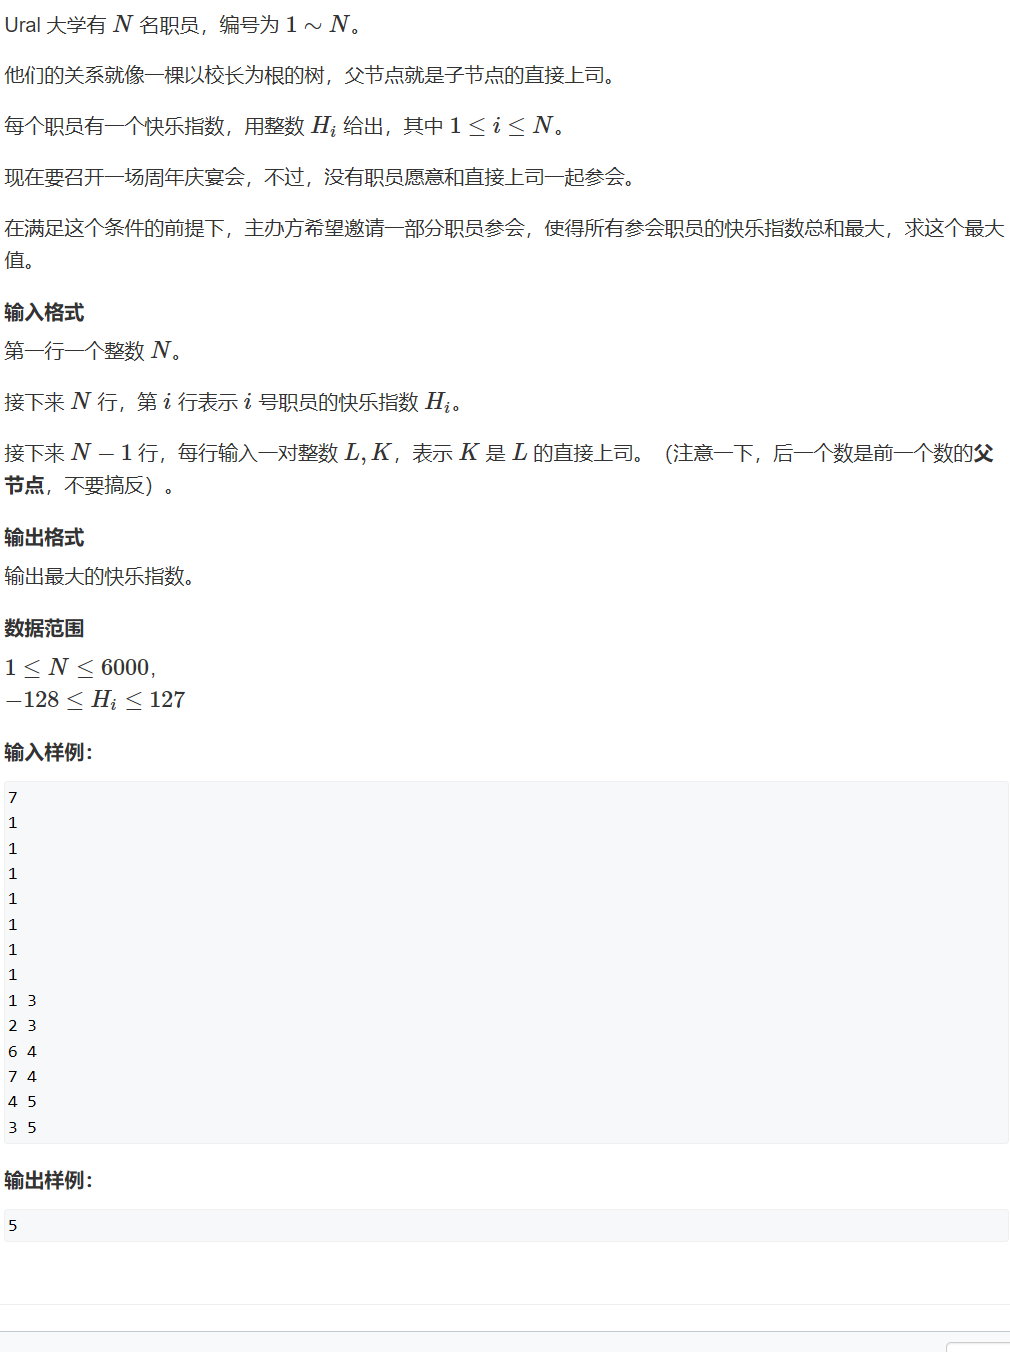 Ural 大学有 N 名职员，编号为 1 ∼ N。
他们的关系就像一棵以校长为根的树，父节点就是子节点的直接上司。
每个职员有一个快乐指数，用整数 Hᵢ 给出，其中 1 ≤ i ≤ N。
现在要召开一场周年庆宴会，不过，没有职员愿意和直接上司一起参会。
在满足这个条件的前提下，主办方希望邀请一部分职员参会，使得所有参会职员的快乐指数总和最大，求这个最大
值。
输入格式
第一行一个整数 N。
接下来 N 行，第 i 行表示 i 号职员的快乐指数 Hᵢ。
接下来 N − 1 行，每行输入一对整数 L, K，表示 K 是 L 的直接上司。（注意一下，后一个数是前一个数的父
节点，不要搞反）。
输出格式
输出最大的快乐指数。
数据范围
1 ≤ N ≤ 6000,
−128 ≤ Hᵢ ≤ 127
输入样例：
7
1
1
1
1
1
1
1
1 3
2 3
6 4
7 4
4 5
3 5
输出样例：
5